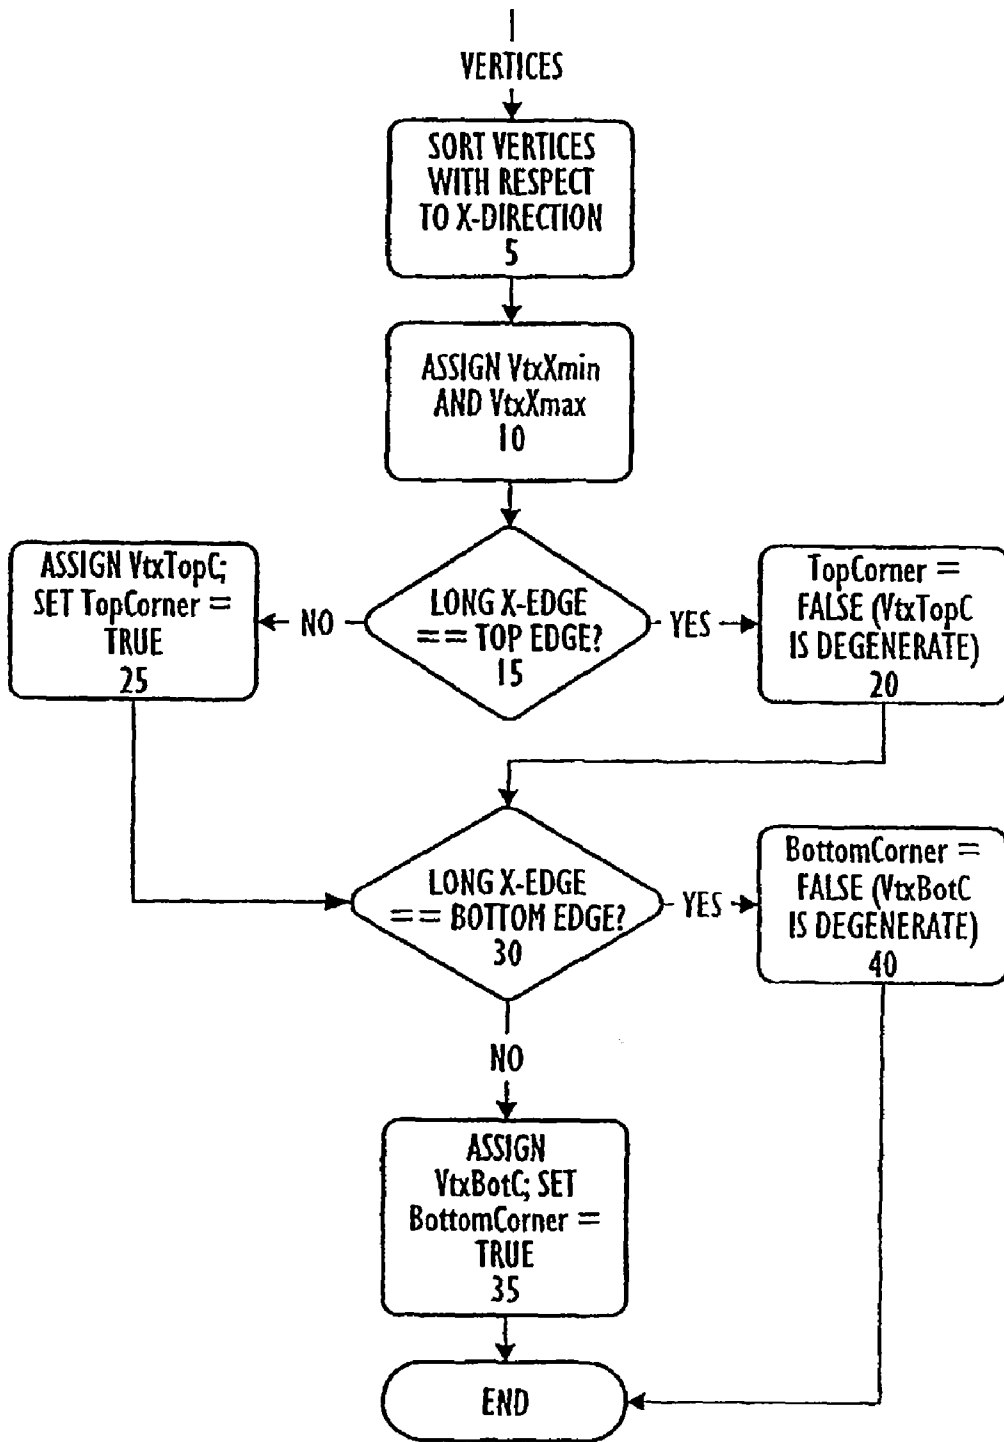 VERTICES
SORT VERTICES
WITH RESPECT
TO X-DIRECTION
5
ASSIGN VtxXmin
AND VtxXmax
10
LONG X-EDGE
== TOP EDGE?
15
NO
ASSIGN VtxTopC;
SET TopCorner =
TRUE
25
YES
TopCorner =
FALSE (VtxTopC
IS DEGENERATE)
20
LONG X-EDGE
== BOTTOM EDGE?
30
YES
BottomCorner =
FALSE (VtxBotC
IS DEGENERATE)
40
NO
ASSIGN
VtxBotC; SET
BottomCorner =
TRUE
35
END